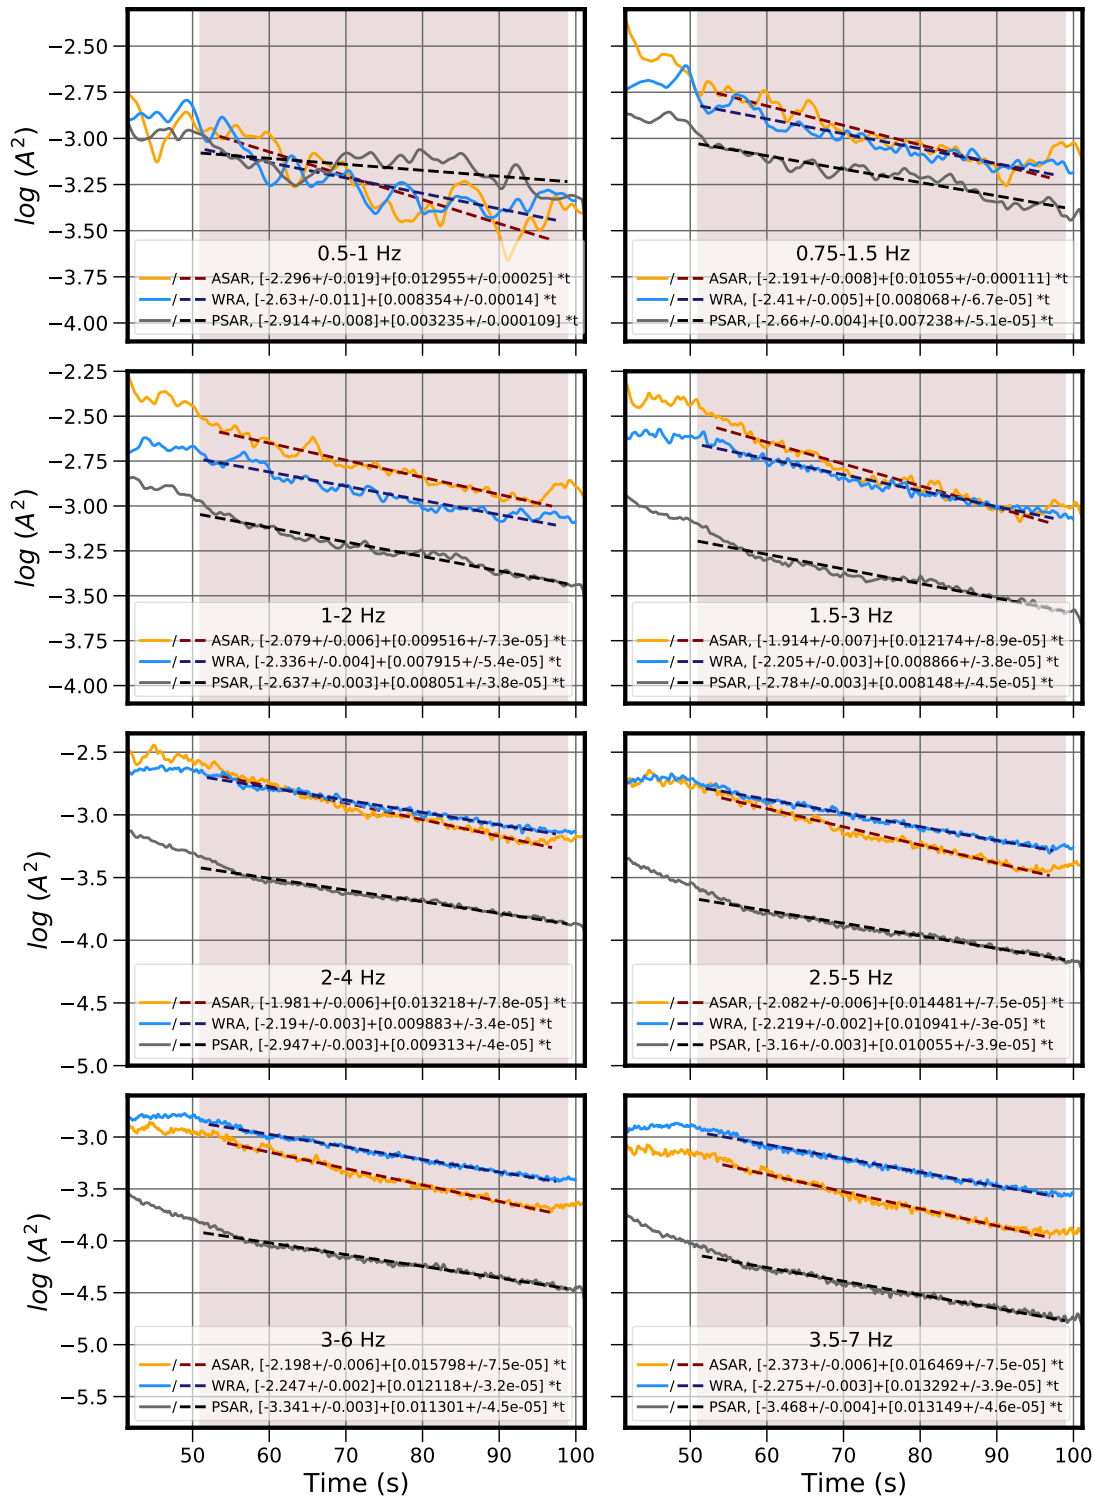 −2.50
−2.75
−3.00
−3.25
−3.50
−3.75
−4.00
log (A²)
0.5-1 Hz
/ ASAR, [-2.296+/-0.019]+[0.012955+/-0.00025] *t
/ WRA, [-2.63+/-0.011]+[0.008354+/-0.00014] *t
/ PSAR, [-2.914+/-0.008]+[0.003235+/-0.000109] *t
0.75-1.5 Hz
/ ASAR, [-2.191+/-0.008]+[0.01055+/-0.000111] *t
/ WRA, [-2.41+/-0.005]+[0.008068+/-6.7e-05] *t
/ PSAR, [-2.66+/-0.004]+[0.007238+/-5.1e-05] *t
−2.25
−2.50
−2.75
−3.00
−3.25
−3.50
−3.75
−4.00
log (A²)
1-2 Hz
/ ASAR, [-2.079+/-0.006]+[0.009516+/-7.3e-05] *t
/ WRA, [-2.336+/-0.004]+[0.007915+/-5.4e-05] *t
/ PSAR, [-2.637+/-0.003]+[0.008051+/-3.8e-05] *t
1.5-3 Hz
/ ASAR, [-1.914+/-0.007]+[0.012174+/-8.9e-05] *t
/ WRA, [-2.205+/-0.003]+[0.008866+/-3.8e-05] *t
/ PSAR, [-2.78+/-0.003]+[0.008148+/-4.5e-05] *t
−2.5
−3.0
−3.5
−4.0
−4.5
−5.0
log (A²)
2-4 Hz
/ ASAR, [-1.981+/-0.006]+[0.013218+/-7.8e-05] *t
/ WRA, [-2.19+/-0.003]+[0.009883+/-3.4e-05] *t
/ PSAR, [-2.947+/-0.003]+[0.009313+/-4e-05] *t
2.5-5 Hz
/ ASAR, [-2.082+/-0.006]+[0.014481+/-7.5e-05] *t
/ WRA, [-2.219+/-0.002]+[0.010941+/-3e-05] *t
/ PSAR, [-3.16+/-0.003]+[0.010055+/-3.9e-05] *t
−3.0
−3.5
−4.0
−4.5
−5.0
−5.5
log (A²)
3-6 Hz
/ ASAR, [-2.198+/-0.006]+[0.015798+/-7.5e-05] *t
/ WRA, [-2.247+/-0.002]+[0.012118+/-3.2e-05] *t
/ PSAR, [-3.341+/-0.003]+[0.011301+/-4.5e-05] *t
3.5-7 Hz
/ ASAR, [-2.373+/-0.006]+[0.016469+/-7.5e-05] *t
/ WRA, [-2.275+/-0.003]+[0.013292+/-3.9e-05] *t
/ PSAR, [-3.468+/-0.004]+[0.013149+/-4.6e-05] *t
50 60 70 80 90 100
50 60 70 80 90 100
Time (s)
Time (s)